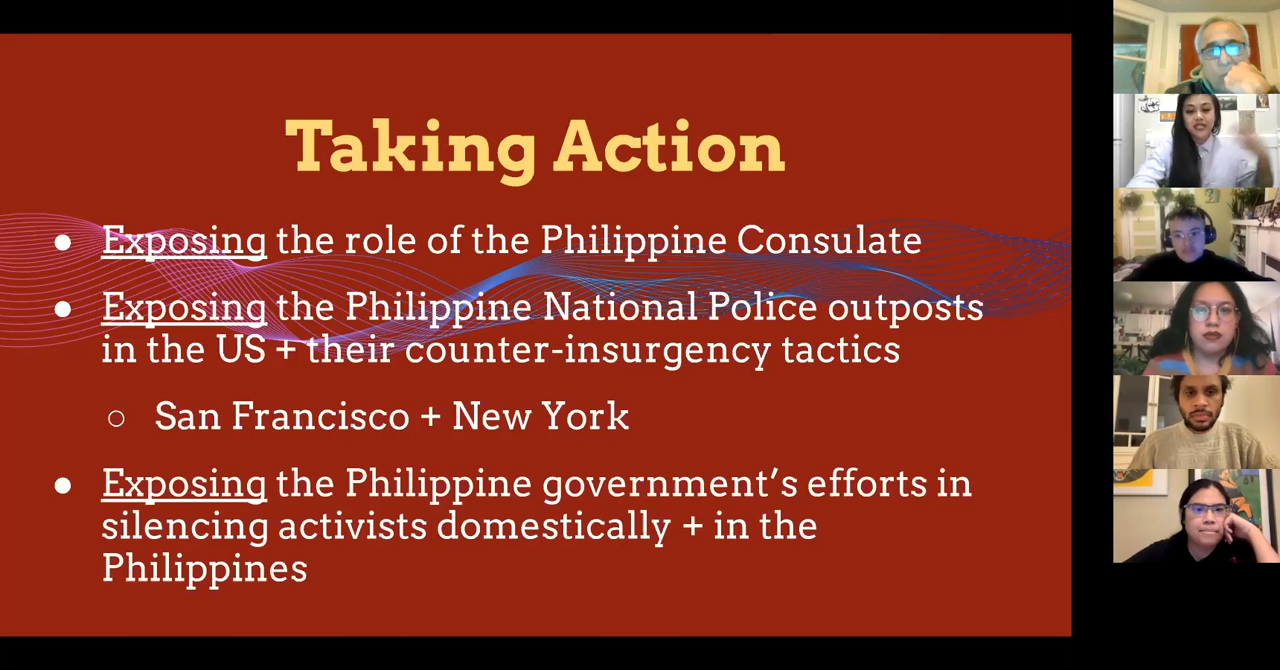 Taking Action
● Exposing the role of the Philippine Consulate
● Exposing the Philippine National Police outposts
in the US + their counter-insurgency tactics
○ San Francisco + New York
● Exposing the Philippine government’s efforts in
silencing activists domestically + in the
Philippines